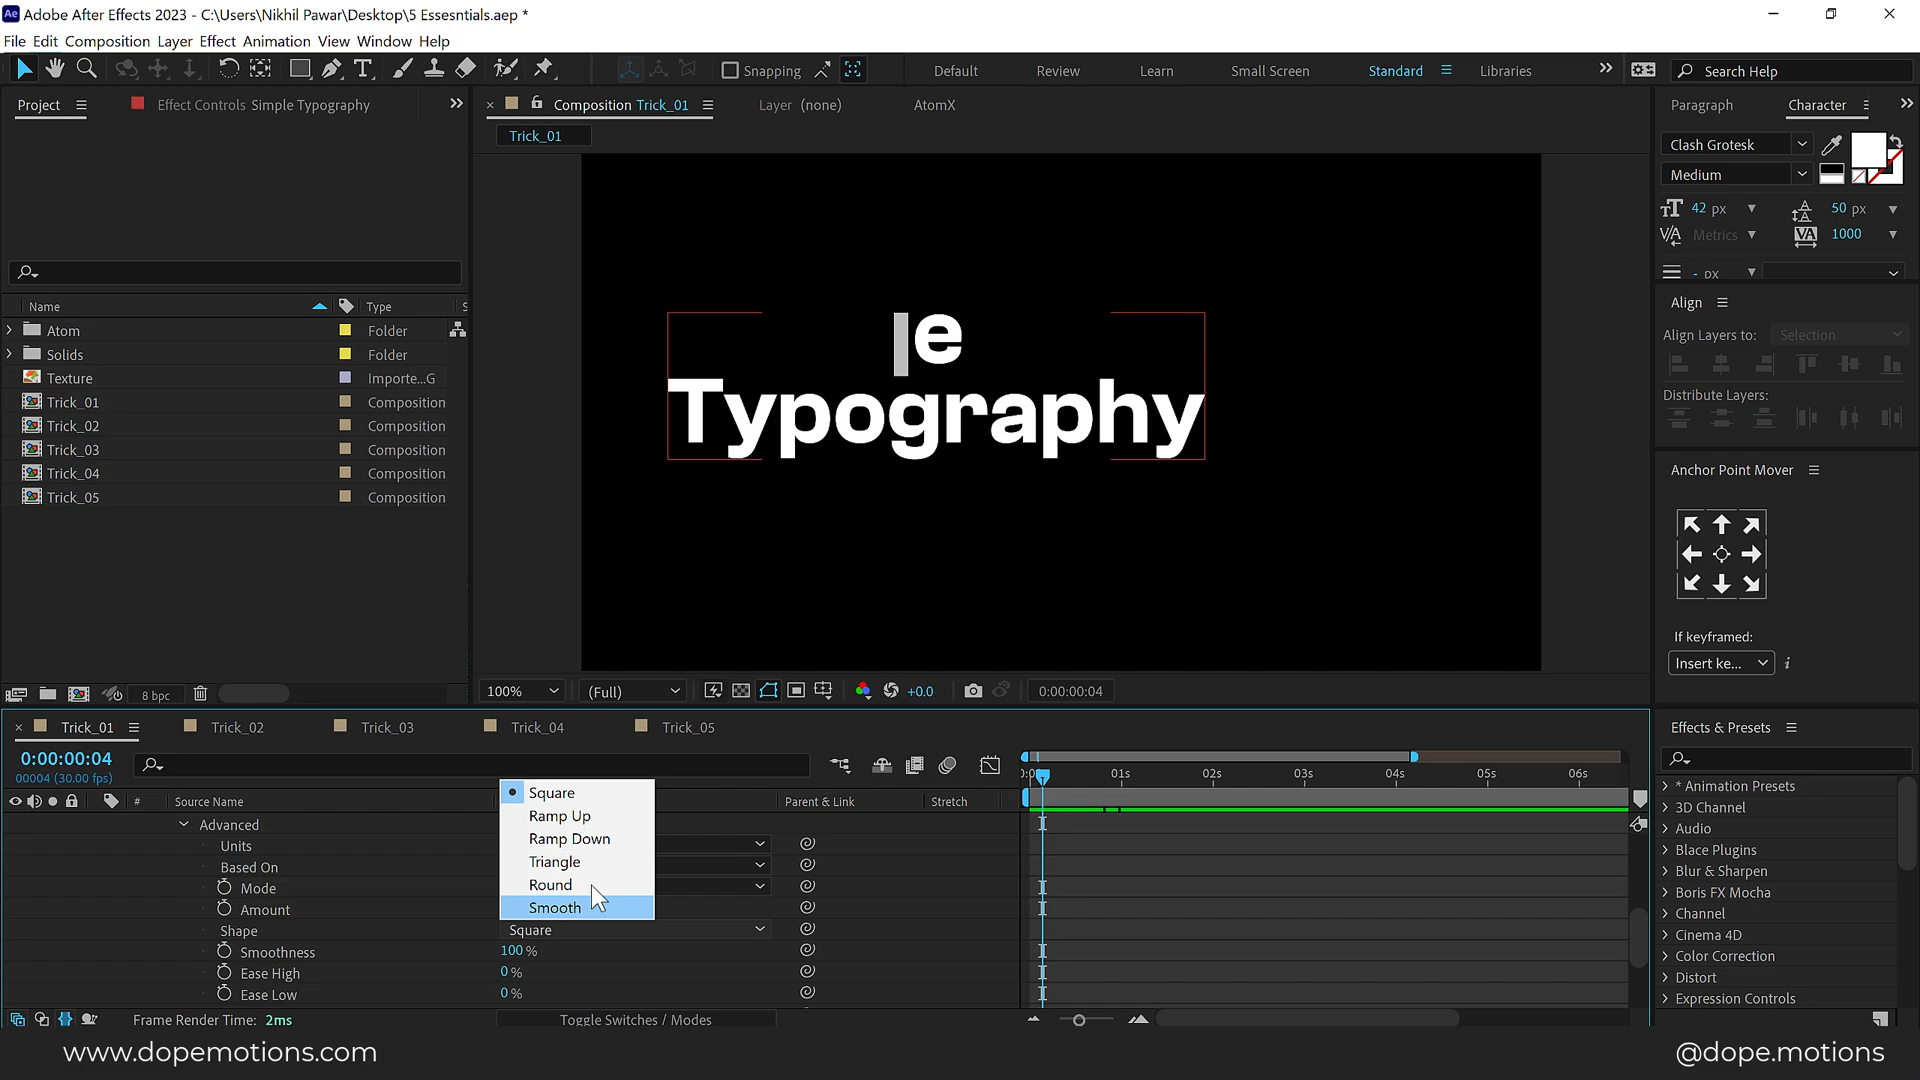 Adobe After Effects 2023 - C:\Users\Nikhil Pawar\Desktop\5 Essesntials.aep *
File Edit Composition Layer Effect Animation View Window Help
Snapping
Default Review Learn Small Screen Standard Libraries
Search Help
Project
Effect Controls Simple Typography
Composition Trick_01
Layer (none)
AtomX
Trick_01
Paragraph Character
Clash Grotesk
Medium
42 px 50 px
Metrics 1000
- px
Name Type S
Atom Folder
Solids Folder
Texture Importe...G
Trick_01 Composition
Trick_02 Composition
Trick_03 Composition
Trick_04 Composition
Trick_05 Composition
le
Typography
Align
Align Layers to: Selection
Distribute Layers:
Anchor Point Mover
If keyframed:
Insert ke...
8 bpc
100% (Full) +0.0 0:00:00:04
Trick_01 Trick_02 Trick_03 Trick_04 Trick_05
0:00:00:04
00004 (30.00 fps)
01s 02s 03s 04s 05s 06s
# Source Name Parent & Link Stretch
Advanced
Units
Based On
Mode
Amount
Shape Square
Smoothness 100 %
Ease High 0 %
Ease Low 0 %
Square
Ramp Up
Ramp Down
Triangle
Round
Smooth
Frame Render Time: 2ms
Toggle Switches / Modes
Effects & Presets
* Animation Presets
3D Channel
Audio
Blace Plugins
Blur & Sharpen
Boris FX Mocha
Channel
Cinema 4D
Color Correction
Distort
Expression Controls
www.dopemotions.com
@dope.motions